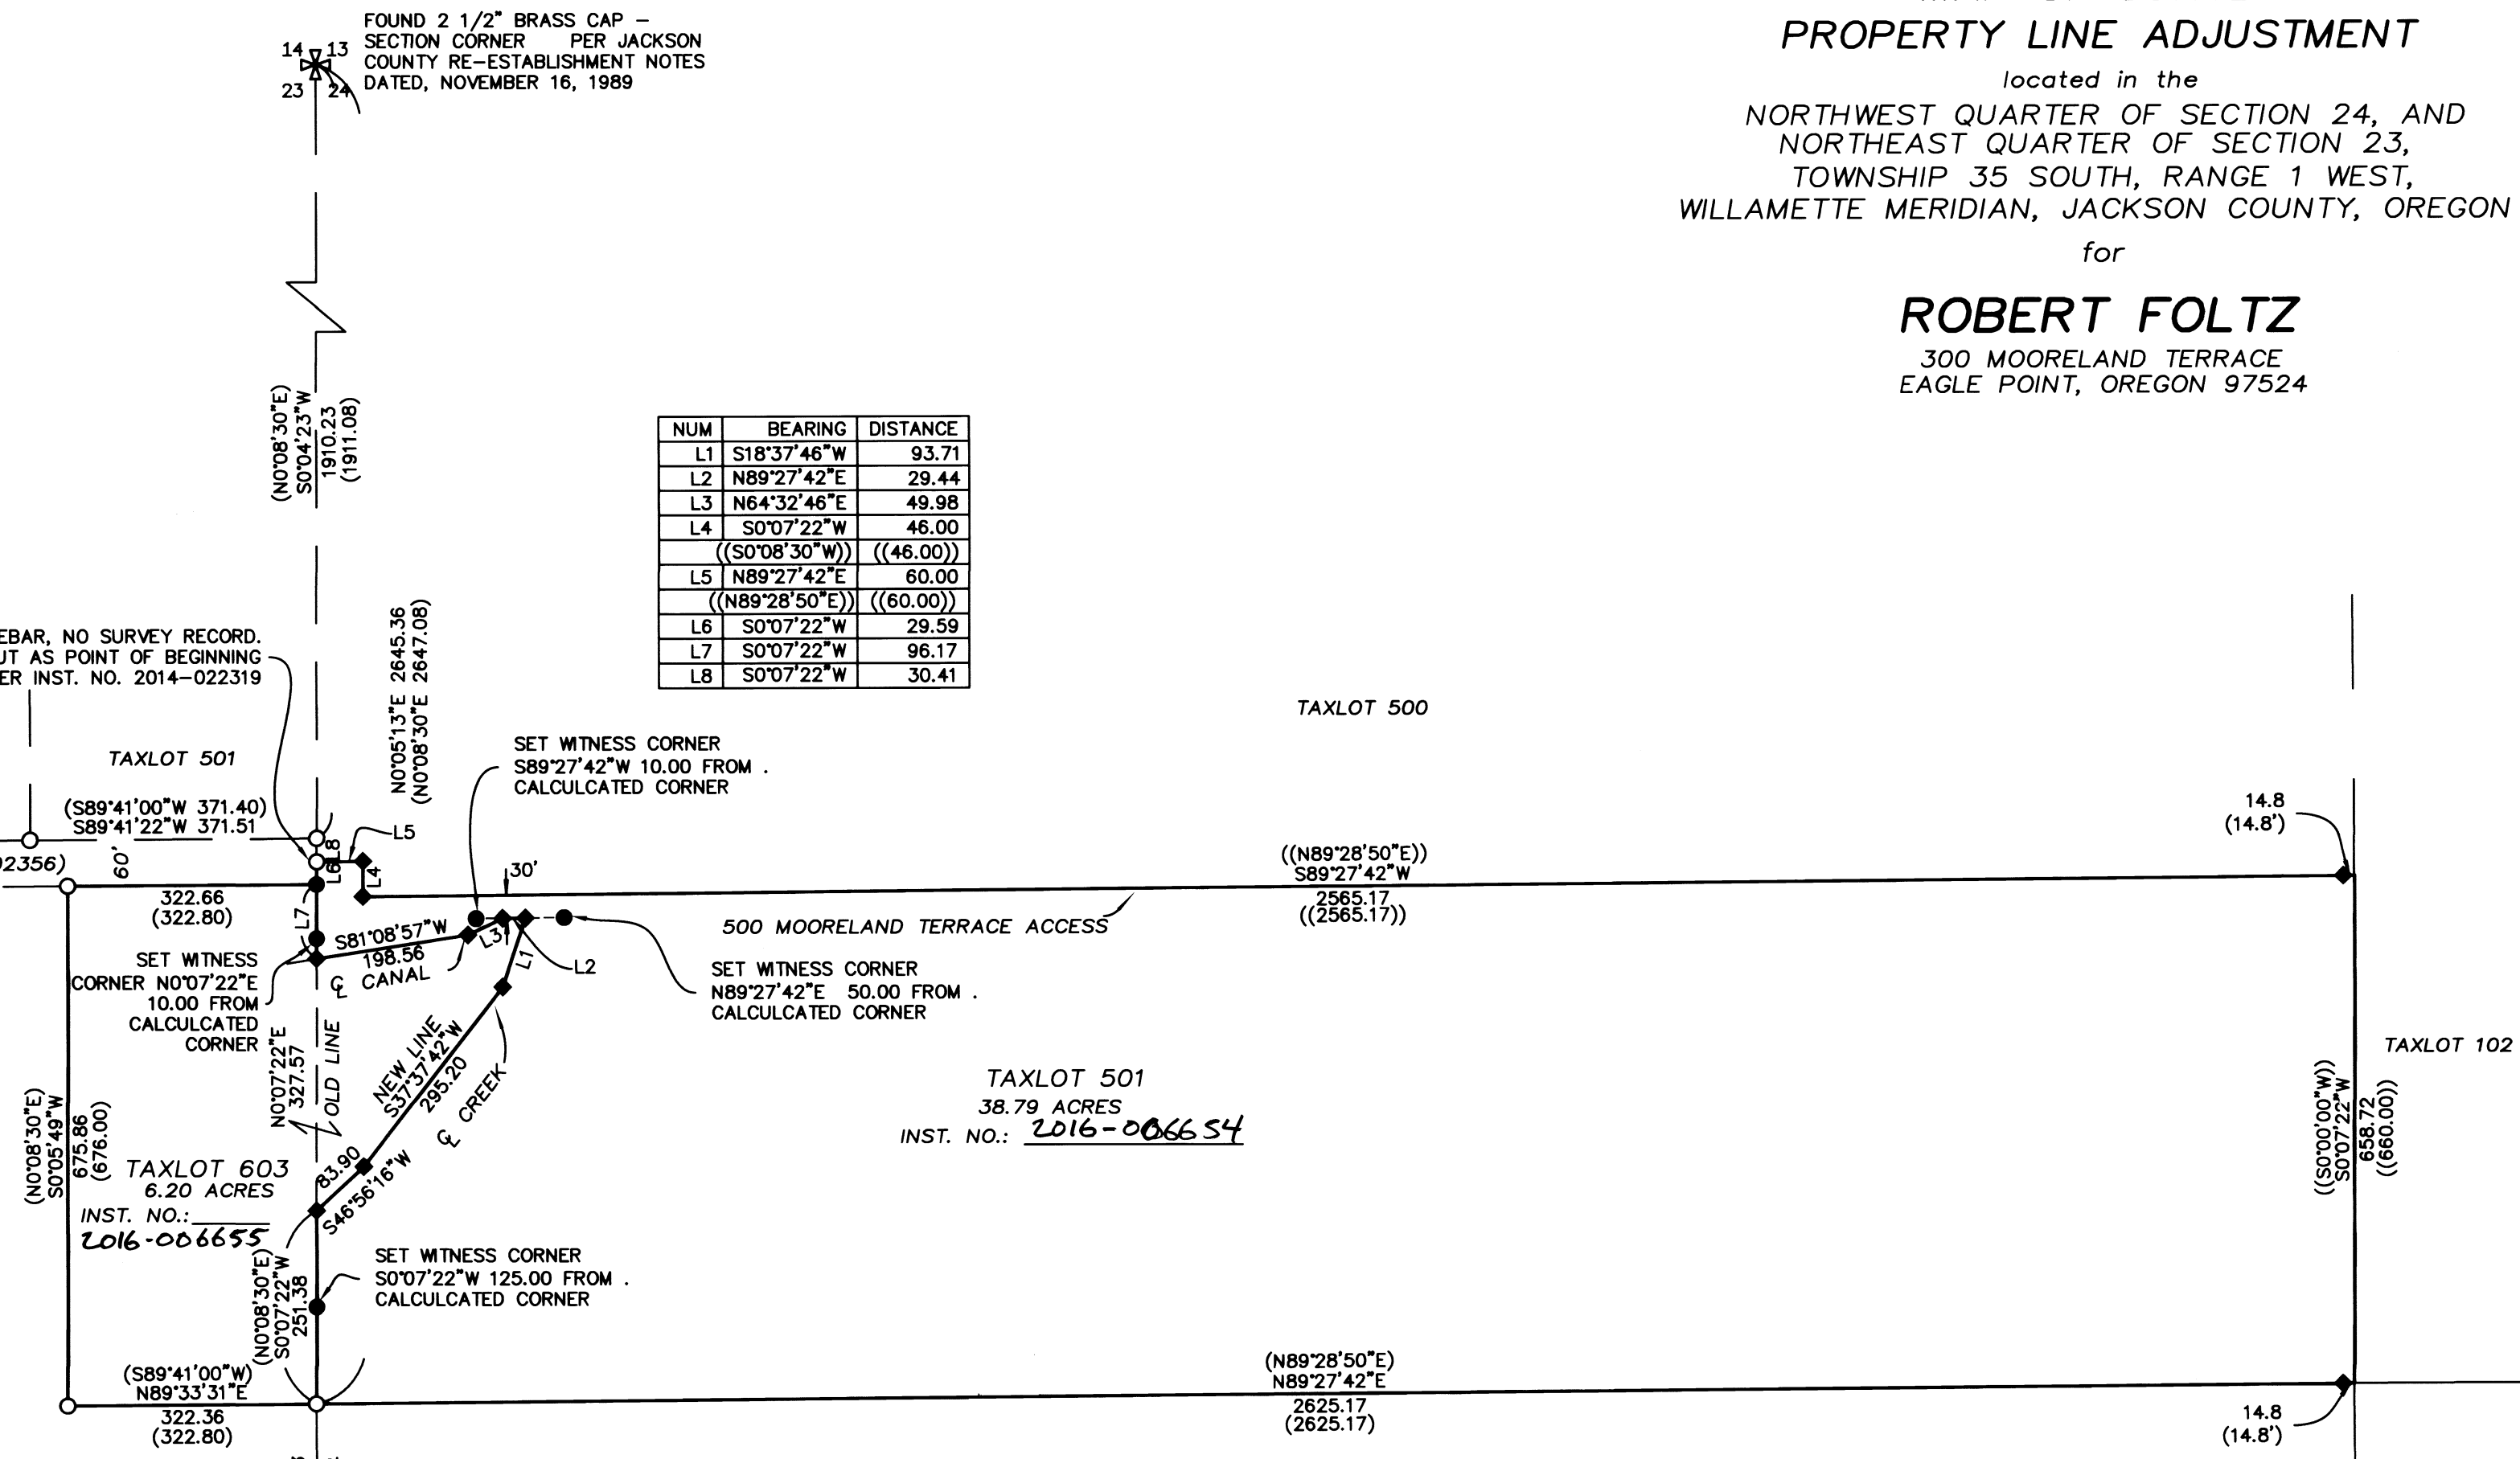 PROPERTY LINE ADJUSTMENT
located in the
NORTHWEST QUARTER OF SECTION 24, AND
NORTHEAST QUARTER OF SECTION 23,
TOWNSHIP 35 SOUTH, RANGE 1 WEST,
WILLAMETTE MERIDIAN, JACKSON COUNTY, OREGON
for
ROBERT FOLTZ
300 MOORELAND TERRACE
EAGLE POINT, OREGON 97524
FOUND 2 1/2" BRASS CAP –
SECTION CORNER PER JACKSON
COUNTY RE-ESTABLISHMENT NOTES
DATED, NOVEMBER 16, 1989
14 13
23 24
(N0°08'30"E)
S0°04'23"W
1910.23
(1911.08)
NUM BEARING DISTANCE
L1 S18°37'46"W 93.71
L2 N89°27'42"E 29.44
L3 N64°32'46"E 49.98
L4 S0°07'22"W 46.00
((S0°08'30"W)) ((46.00))
L5 N89°27'42"E 60.00
((N89°28'50"E)) ((60.00))
L6 S0°07'22"W 29.59
L7 S0°07'22"W 96.17
L8 S0°07'22"W 30.41
EBAR, NO SURVEY RECORD.
UT AS POINT OF BEGINNING
ER INST. NO. 2014-022319
N0°05'13"E 2645.36
(N0°08'30"E 2647.08)
TAXLOT 501
(S89°41'00"W 371.40)
S89°41'22"W 371.51
02356)
60'
322.66
(322.80)
L8
L6
L5
L4
L7
SET WITNESS CORNER
S89°27'42"W 10.00 FROM .
CALCULCATED CORNER
30'
TAXLOT 500
((N89°28'50"E))
S89°27'42"W
2565.17
((2565.17))
14.8
(14.8')
500 MOORELAND TERRACE ACCESS
S81°08'57"W
198.56
CL CANAL
L3
L1
L2
SET WITNESS
CORNER N0°07'22"E
10.00 FROM
CALCULCATED
CORNER
SET WITNESS CORNER
N89°27'42"E 50.00 FROM .
CALCULCATED CORNER
N0°07'22"E
327.57
OLD LINE
NEW LINE
S37°37'42"W
295.20
CL CREEK
83.90
S46°56'16"W
TAXLOT 501
38.79 ACRES
INST. NO.: 2016-006654
TAXLOT 102
((S0°00'00"W))
S0°07'22"W
658.72
((660.00))
(N0°08'30"E)
S0°05'49"W
675.86
(676.00)
TAXLOT 603
6.20 ACRES
INST. NO.:
2016-006655
(N0°08'30"E)
S0°07'22"W
251.38
SET WITNESS CORNER
S0°07'22"W 125.00 FROM .
CALCULCATED CORNER
(S89°41'00"W)
N89°33'31"E
322.36
(322.80)
(N89°28'50"E)
N89°27'42"E
2625.17
(2625.17)
14.8
(14.8')